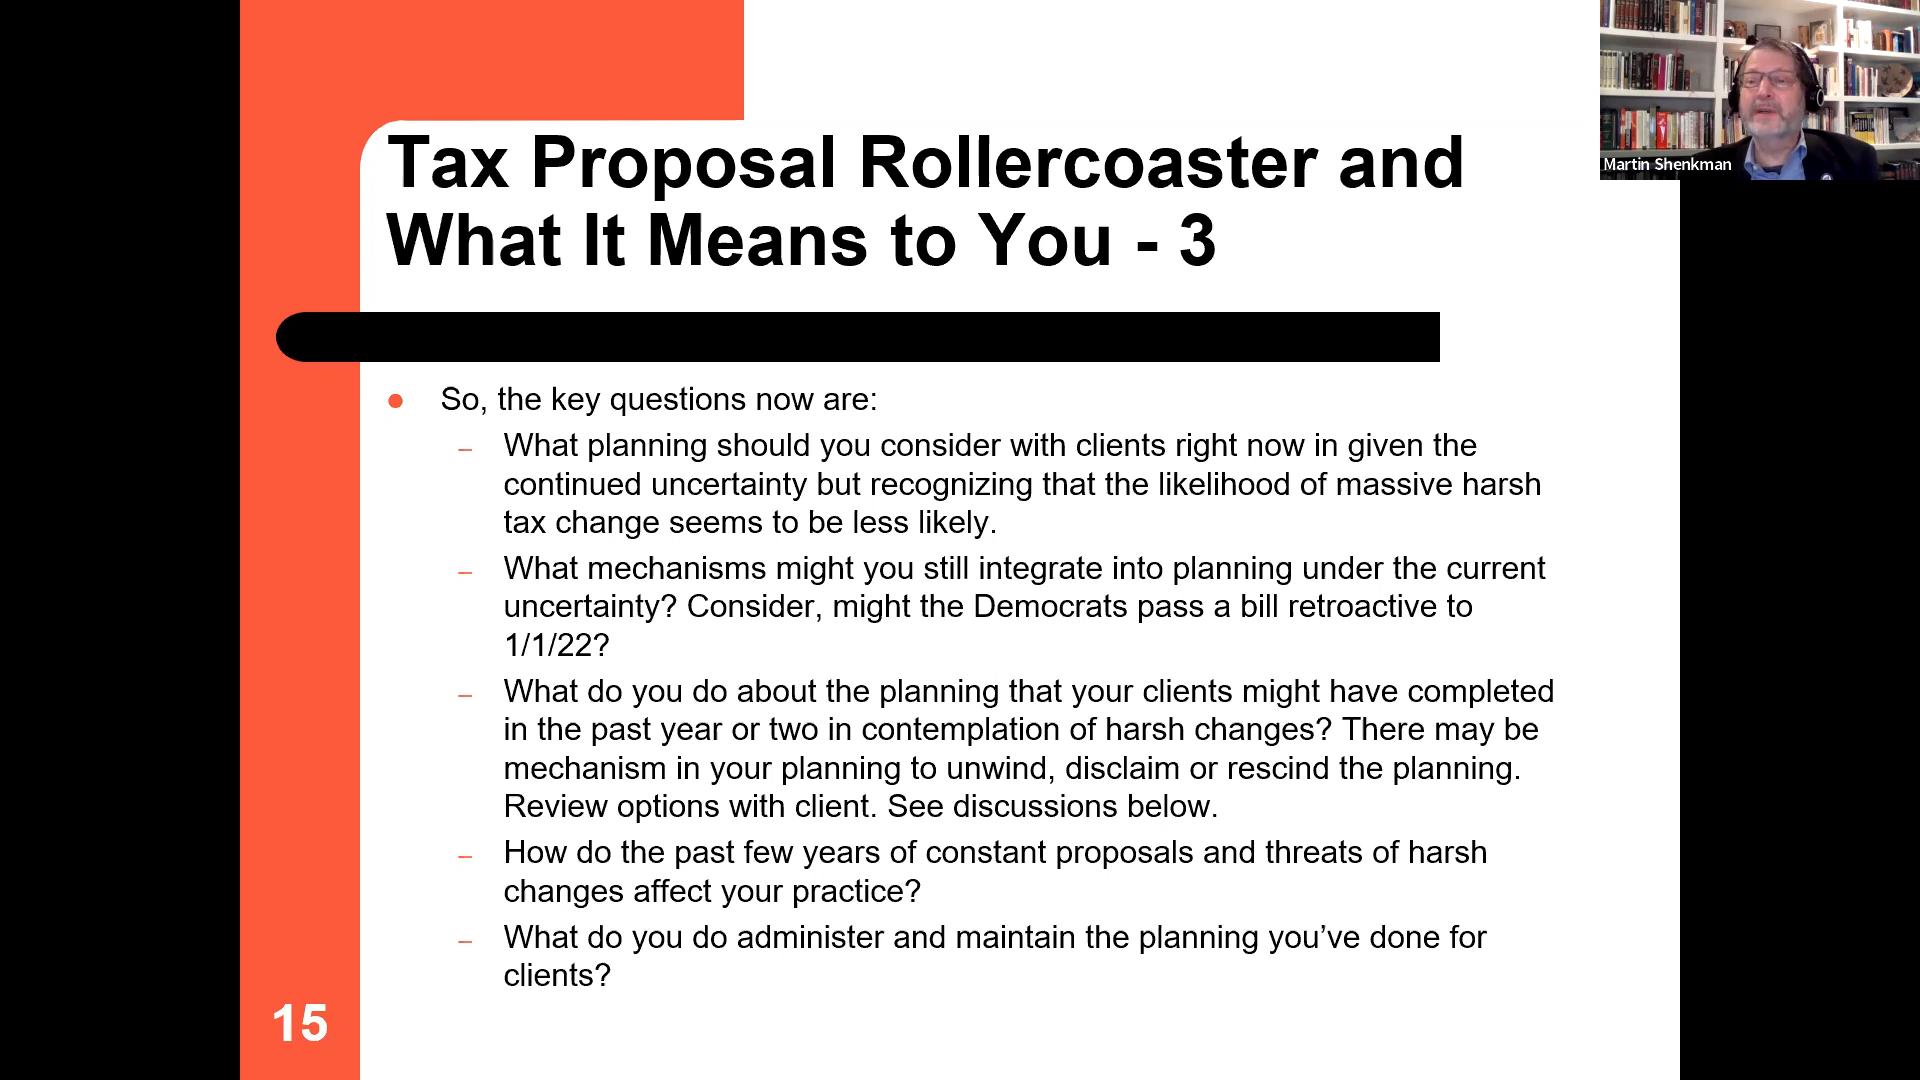 Tax Proposal Rollercoaster and
What It Means to You - 3
Martin Shenkman
So, the key questions now are:
What planning should you consider with clients right now in given the
continued uncertainty but recognizing that the likelihood of massive harsh
tax change seems to be less likely.
What mechanisms might you still integrate into planning under the current
uncertainty? Consider, might the Democrats pass a bill retroactive to
1/1/22?
What do you do about the planning that your clients might have completed
in the past year or two in contemplation of harsh changes? There may be
mechanism in your planning to unwind, disclaim or rescind the planning.
Review options with client. See discussions below.
How do the past few years of constant proposals and threats of harsh
changes affect your practice?
What do you do administer and maintain the planning you’ve done for
clients?
15